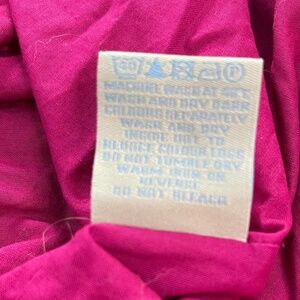 40 P
MACHINE WASH AT 40°C
WASH AND DRY DARK
COLOURS SEPARATELY
WASH AND DRY
INSIDE OUT TO
REDUCE COLOUR LOSS
DO NOT TUMBLE DRY
WARM IRON ON
REVERSE
DO NOT BLEACH